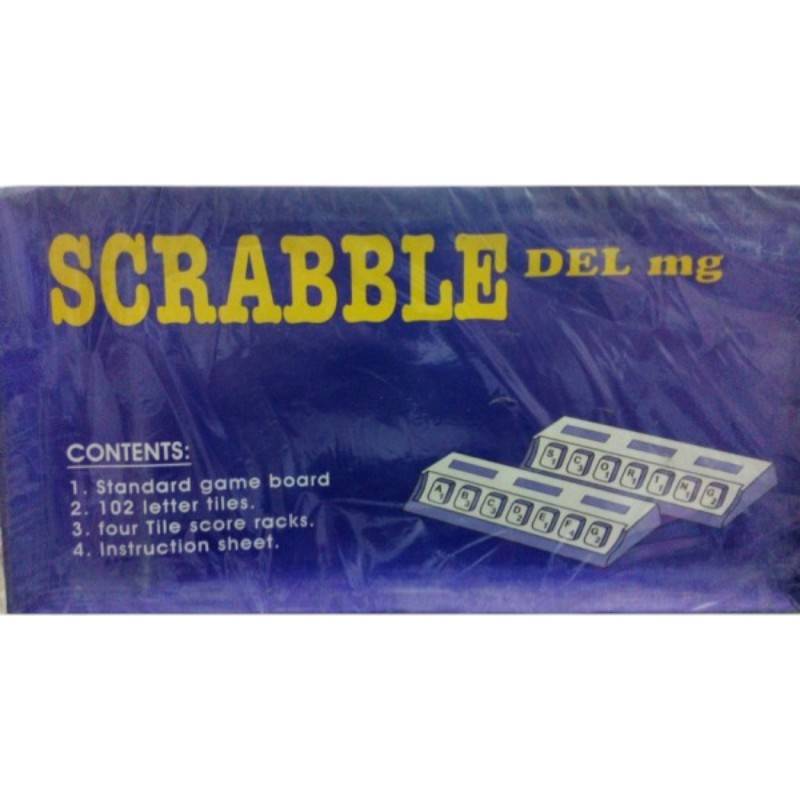 SCRABBLE DEL mg
CONTENTS:
1. Standard game board
2. 102 letter tiles.
3. four Tile score racks.
4. Instruction sheet.
S C O R I N G
A B C D E F G